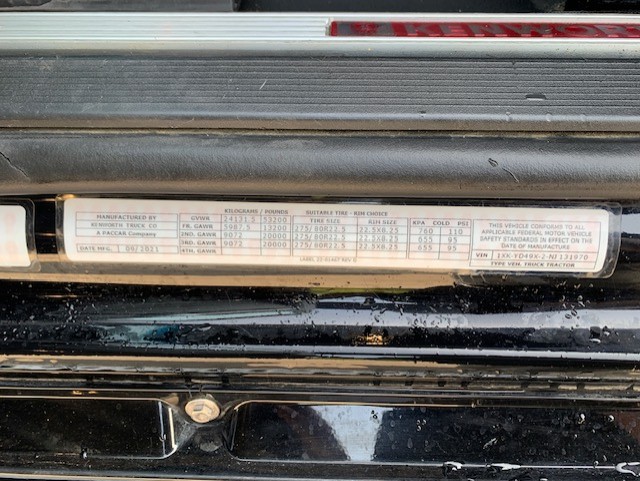 KENWOR
MANUFACTURED BY
KENWORTH TRUCK CO
A PACCAR Company
DATE MFG. 06/2021
KILOGRAMS / POUNDS SUITABLE TIRE - RIM CHOICE
GVWR 24131.5 53200 TIRE SIZE RIM SIZE KPA COLD PSI
FR. GAWR 5987.5 13200 275/80R22.5 22.5X8.25 760 110
2ND. GAWR 9072 20000 275/80R22.5 22.5X8.25 655 95
3RD. GAWR 9072 20000 275/80R22.5 22.5X8.25 655 95
4TH. GAWR
THIS VEHICLE CONFORMS TO ALL
APPLICABLE FEDERAL MOTOR VEHICLE
SAFETY STANDARDS IN EFFECT ON THE
DATE OF MANUFACTURE
VIN 1XK-YD49X-2-NJ
TYPE VEH. TRUCK TRACTOR